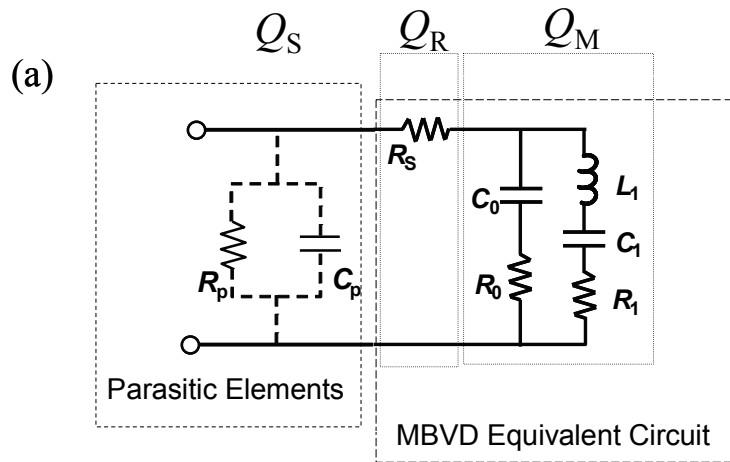 Q_S Q_R Q_M
(a)
R_S
C_0 L_1
C_1
R_p C_p R_0 R_1
Parasitic Elements
MBVD Equivalent Circuit